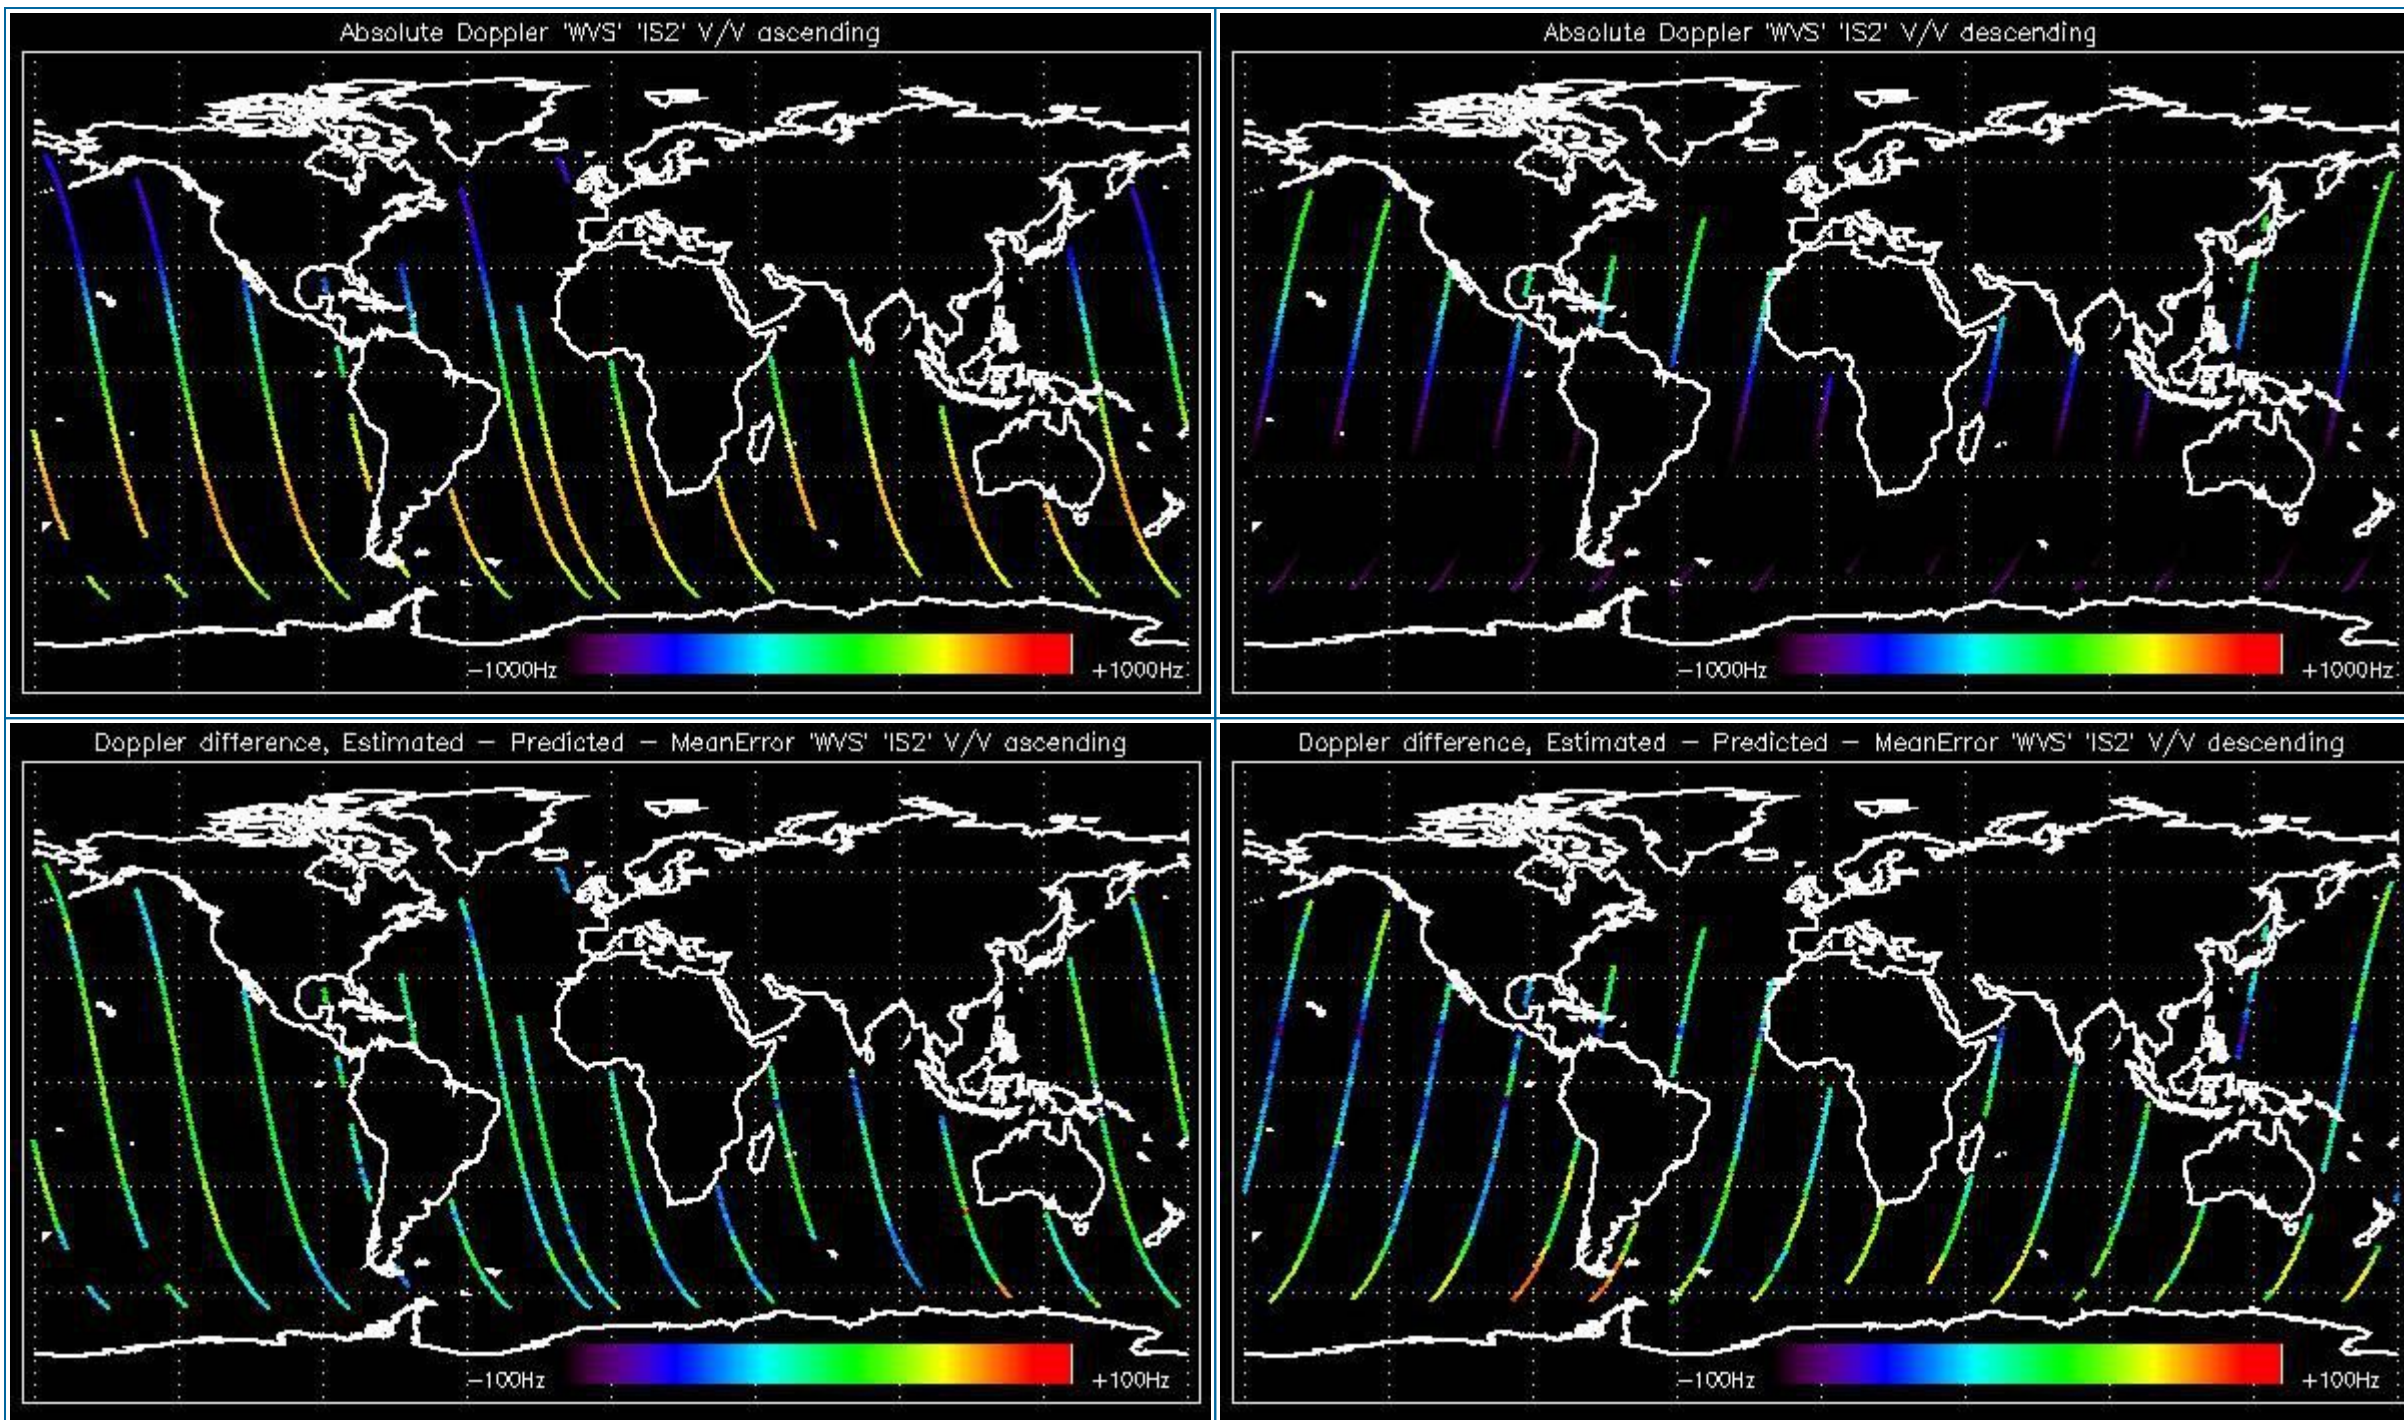 Absolute Doppler 'WVS' 'IS2' V/V ascending
−1000Hz +1000Hz
Absolute Doppler 'WVS' 'IS2' V/V descending
−1000Hz +1000Hz
Doppler difference, Estimated − Predicted − MeanError 'WVS' 'IS2' V/V ascending
−100Hz +100Hz
Doppler difference, Estimated − Predicted − MeanError 'WVS' 'IS2' V/V descending
−100Hz +100Hz